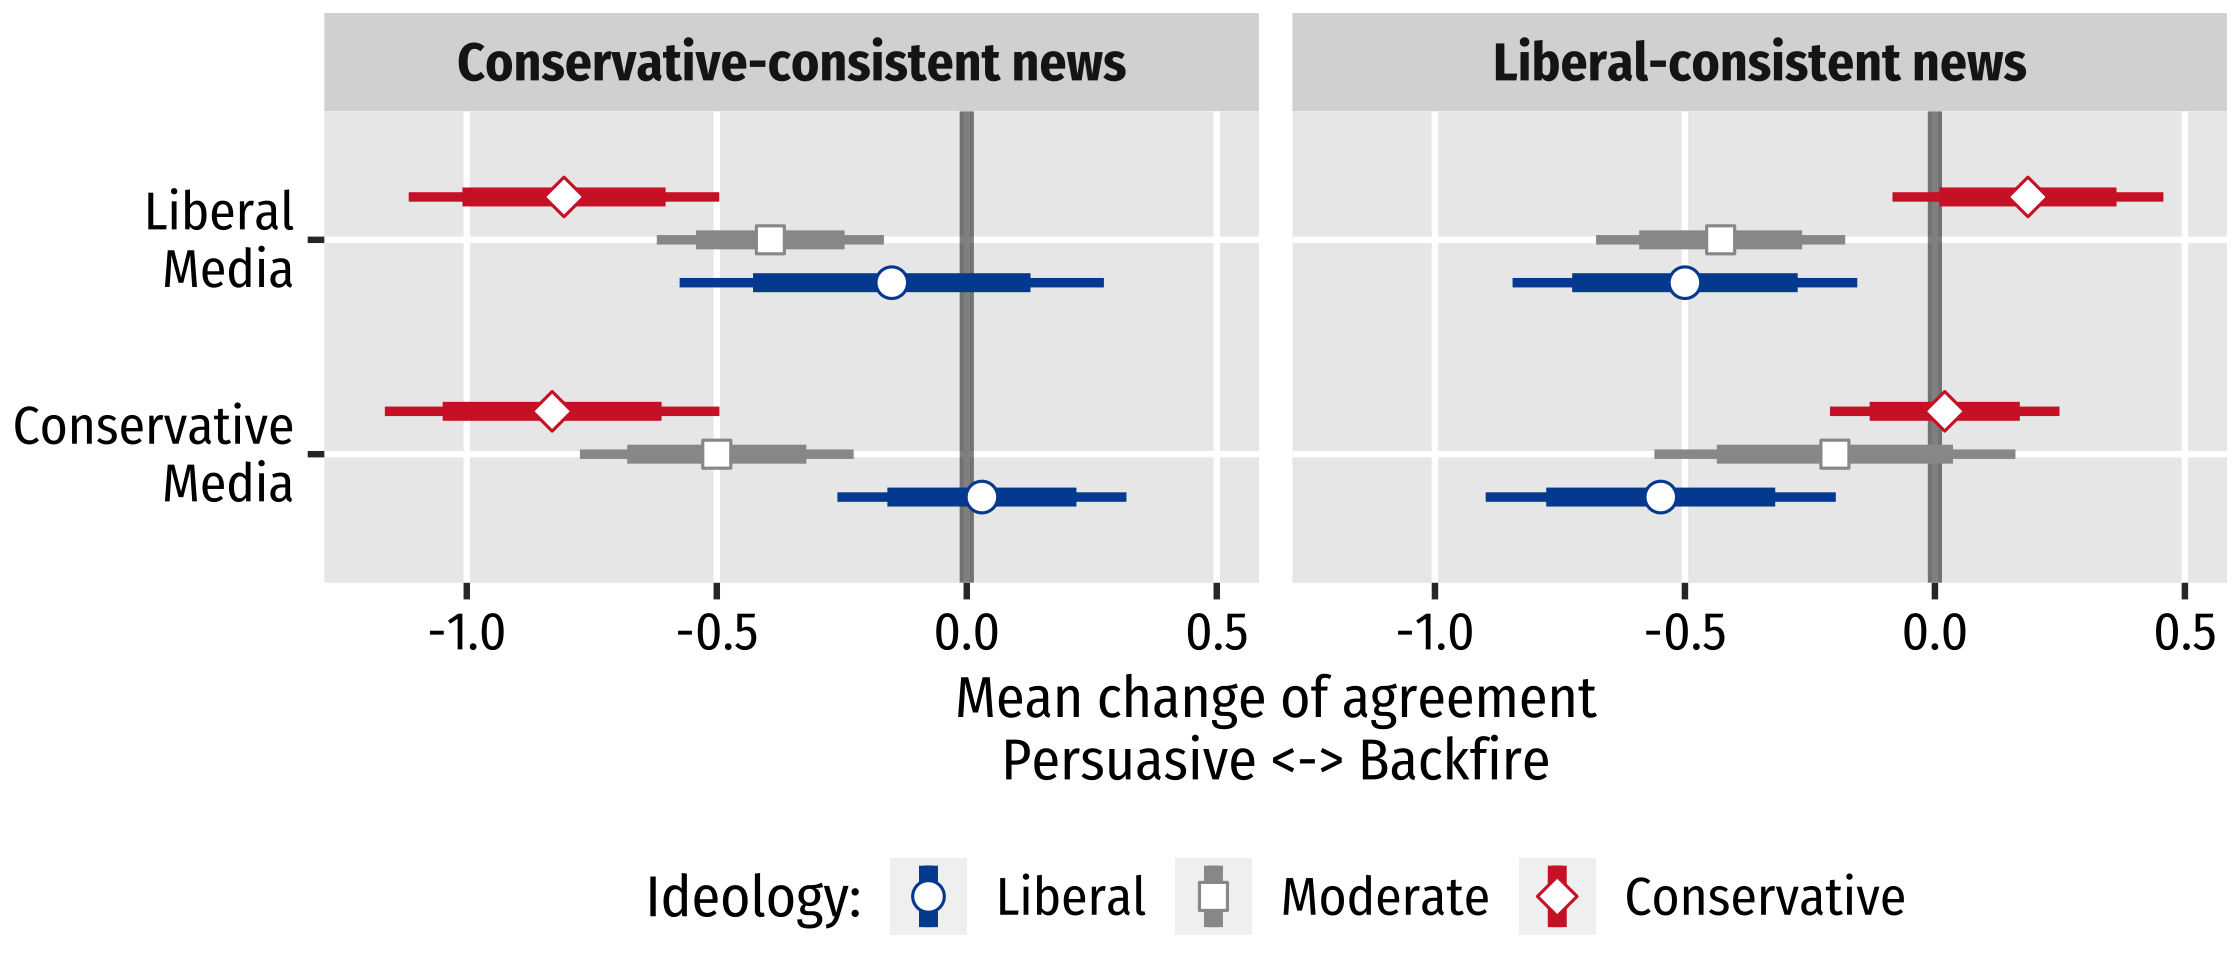 Conservative-consistent news
Liberal-consistent news
Liberal
Media
Conservative
Media
-1.0 -0.5 0.0 0.5
-1.0 -0.5 0.0 0.5
Mean change of agreement
Persuasive <-> Backfire
Ideology: Liberal Moderate Conservative